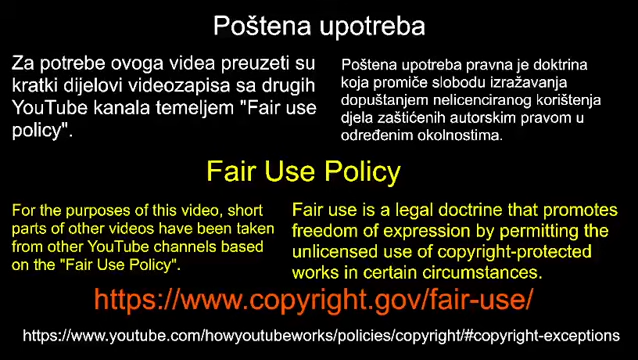 Poštena upotreba
Za potrebe ovoga videa preuzeti su
kratki dijelovi videozapisa sa drugih
YouTube kanala temeljem "Fair use
policy".
Poštena upotreba pravna je doktrina
koja promiče slobodu izražavanja
dopuštanjem nelicenciranog korištenja
djela zaštićenih autorskim pravom u
određenim okolnostima.
Fair Use Policy
For the purposes of this video, short
parts of other videos have been taken
from other YouTube channels based
on the "Fair Use Policy".
Fair use is a legal doctrine that promotes
freedom of expression by permitting the
unlicensed use of copyright-protected
works in certain circumstances.
https://www.copyright.gov/fair-use/
https://www.youtube.com/howyoutubeworks/policies/copyright/#copyright-exceptions